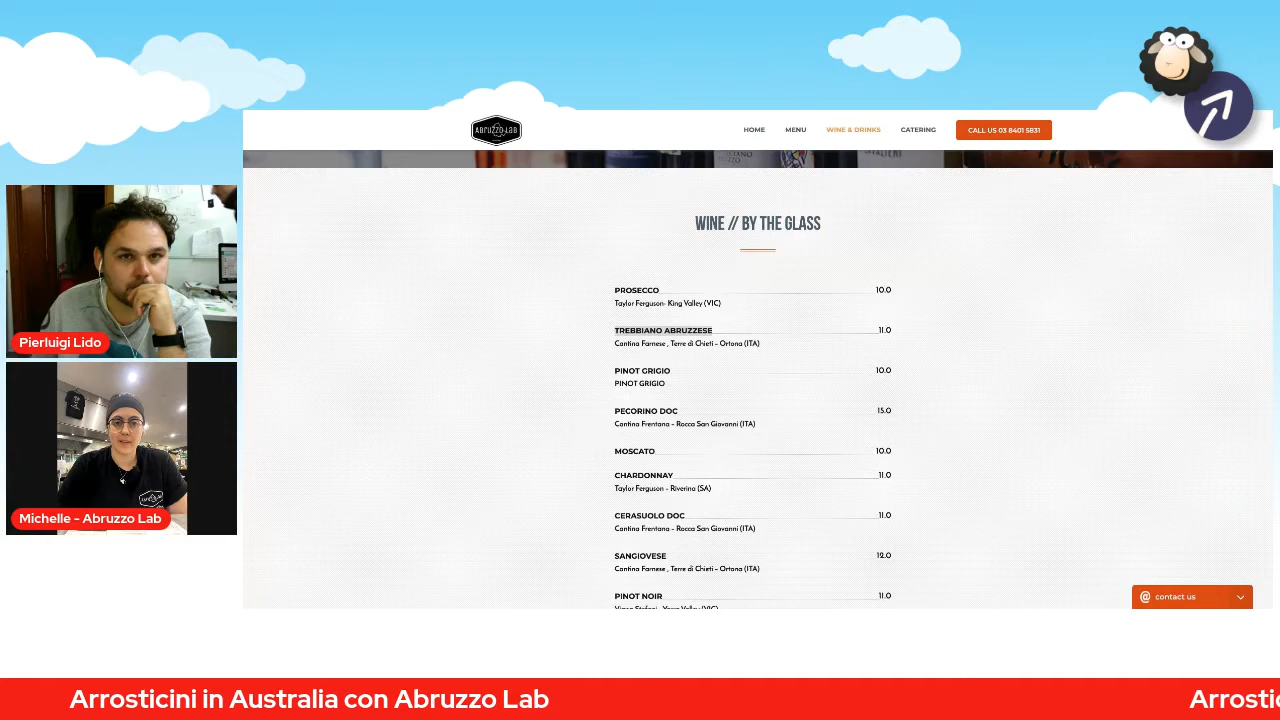 ABRUZZO LAB
HOME
MENU
WINE & DRINKS
CATERING
CALL US 03 8401 5831
WINE // BY THE GLASS
PROSECCO 10.0
Taylor Ferguson- King Valley (VIC)
TREBBIANO ABRUZZESE 11.0
Cantina Farnese , Terre di Chieti - Ortona (ITA)
PINOT GRIGIO 10.0
PINOT GRIGIO
PECORINO DOC 15.0
Cantina Frentana - Rocca San Giovanni (ITA)
MOSCATO 10.0
CHARDONNAY 11.0
Taylor Ferguson - Riverina (SA)
CERASUOLO DOC 11.0
Cantina Frentana - Rocca San Giovanni (ITA)
SANGIOVESE 12.0
Cantina Farnese , Terre di Chieti - Ortona (ITA)
PINOT NOIR 11.0
@ contact us
Pierluigi Lido
Michelle - Abruzzo Lab
Arrosticini in Australia con Abruzzo Lab
Arrostic